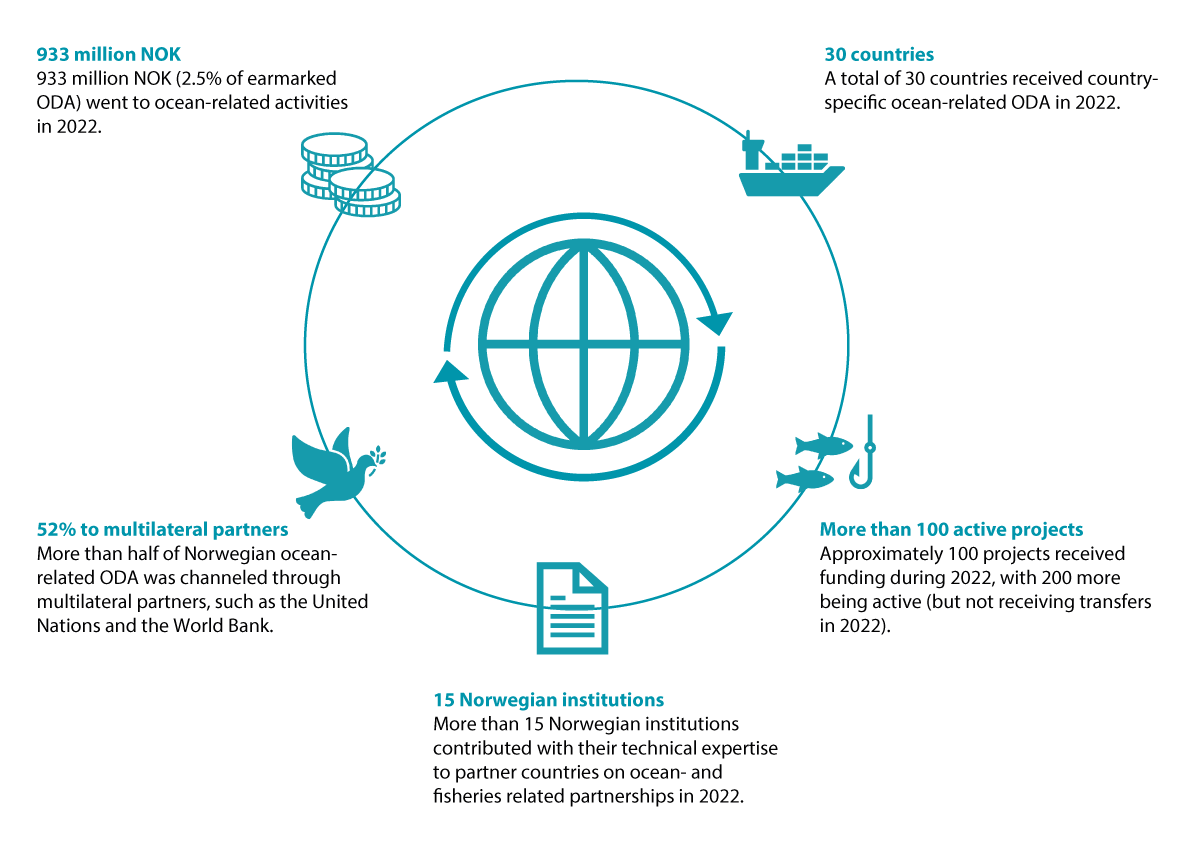 933 million NOK
933 million NOK (2.5% of earmarked
ODA) went to ocean-related activities
in 2022.
30 countries
A total of 30 countries received country-
specific ocean-related ODA in 2022.
52% to multilateral partners
More than half of Norwegian ocean-
related ODA was channeled through
multilateral partners, such as the United
Nations and the World Bank.
More than 100 active projects
Approximately 100 projects received
funding during 2022, with 200 more
being active (but not receiving transfers
in 2022).
15 Norwegian institutions
More than 15 Norwegian institutions
contributed with their technical expertise
to partner countries on ocean- and
fisheries related partnerships in 2022.